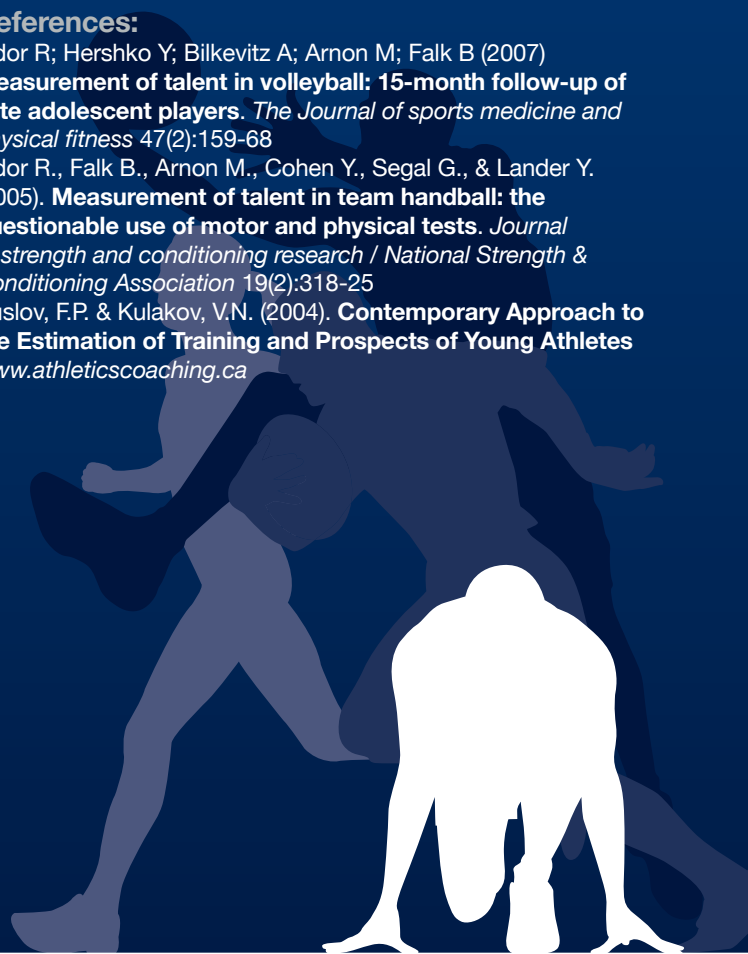 eferences:
dor R; Hershko Y; Bilkevitz A; Arnon M; Falk B (2007)
easurement of talent in volleyball: 15-month follow-up of
te adolescent players. The Journal of sports medicine and
ysical fitness 47(2):159-68
dor R., Falk B., Arnon M., Cohen Y., Segal G., & Lander Y.
005). Measurement of talent in team handball: the
uestionable use of motor and physical tests. Journal
strength and conditioning research / National Strength &
onditioning Association 19(2):318-25
uslov, F.P. & Kulakov, V.N. (2004). Contemporary Approach to
e Estimation of Training and Prospects of Young Athletes
ww.athleticscoaching.ca